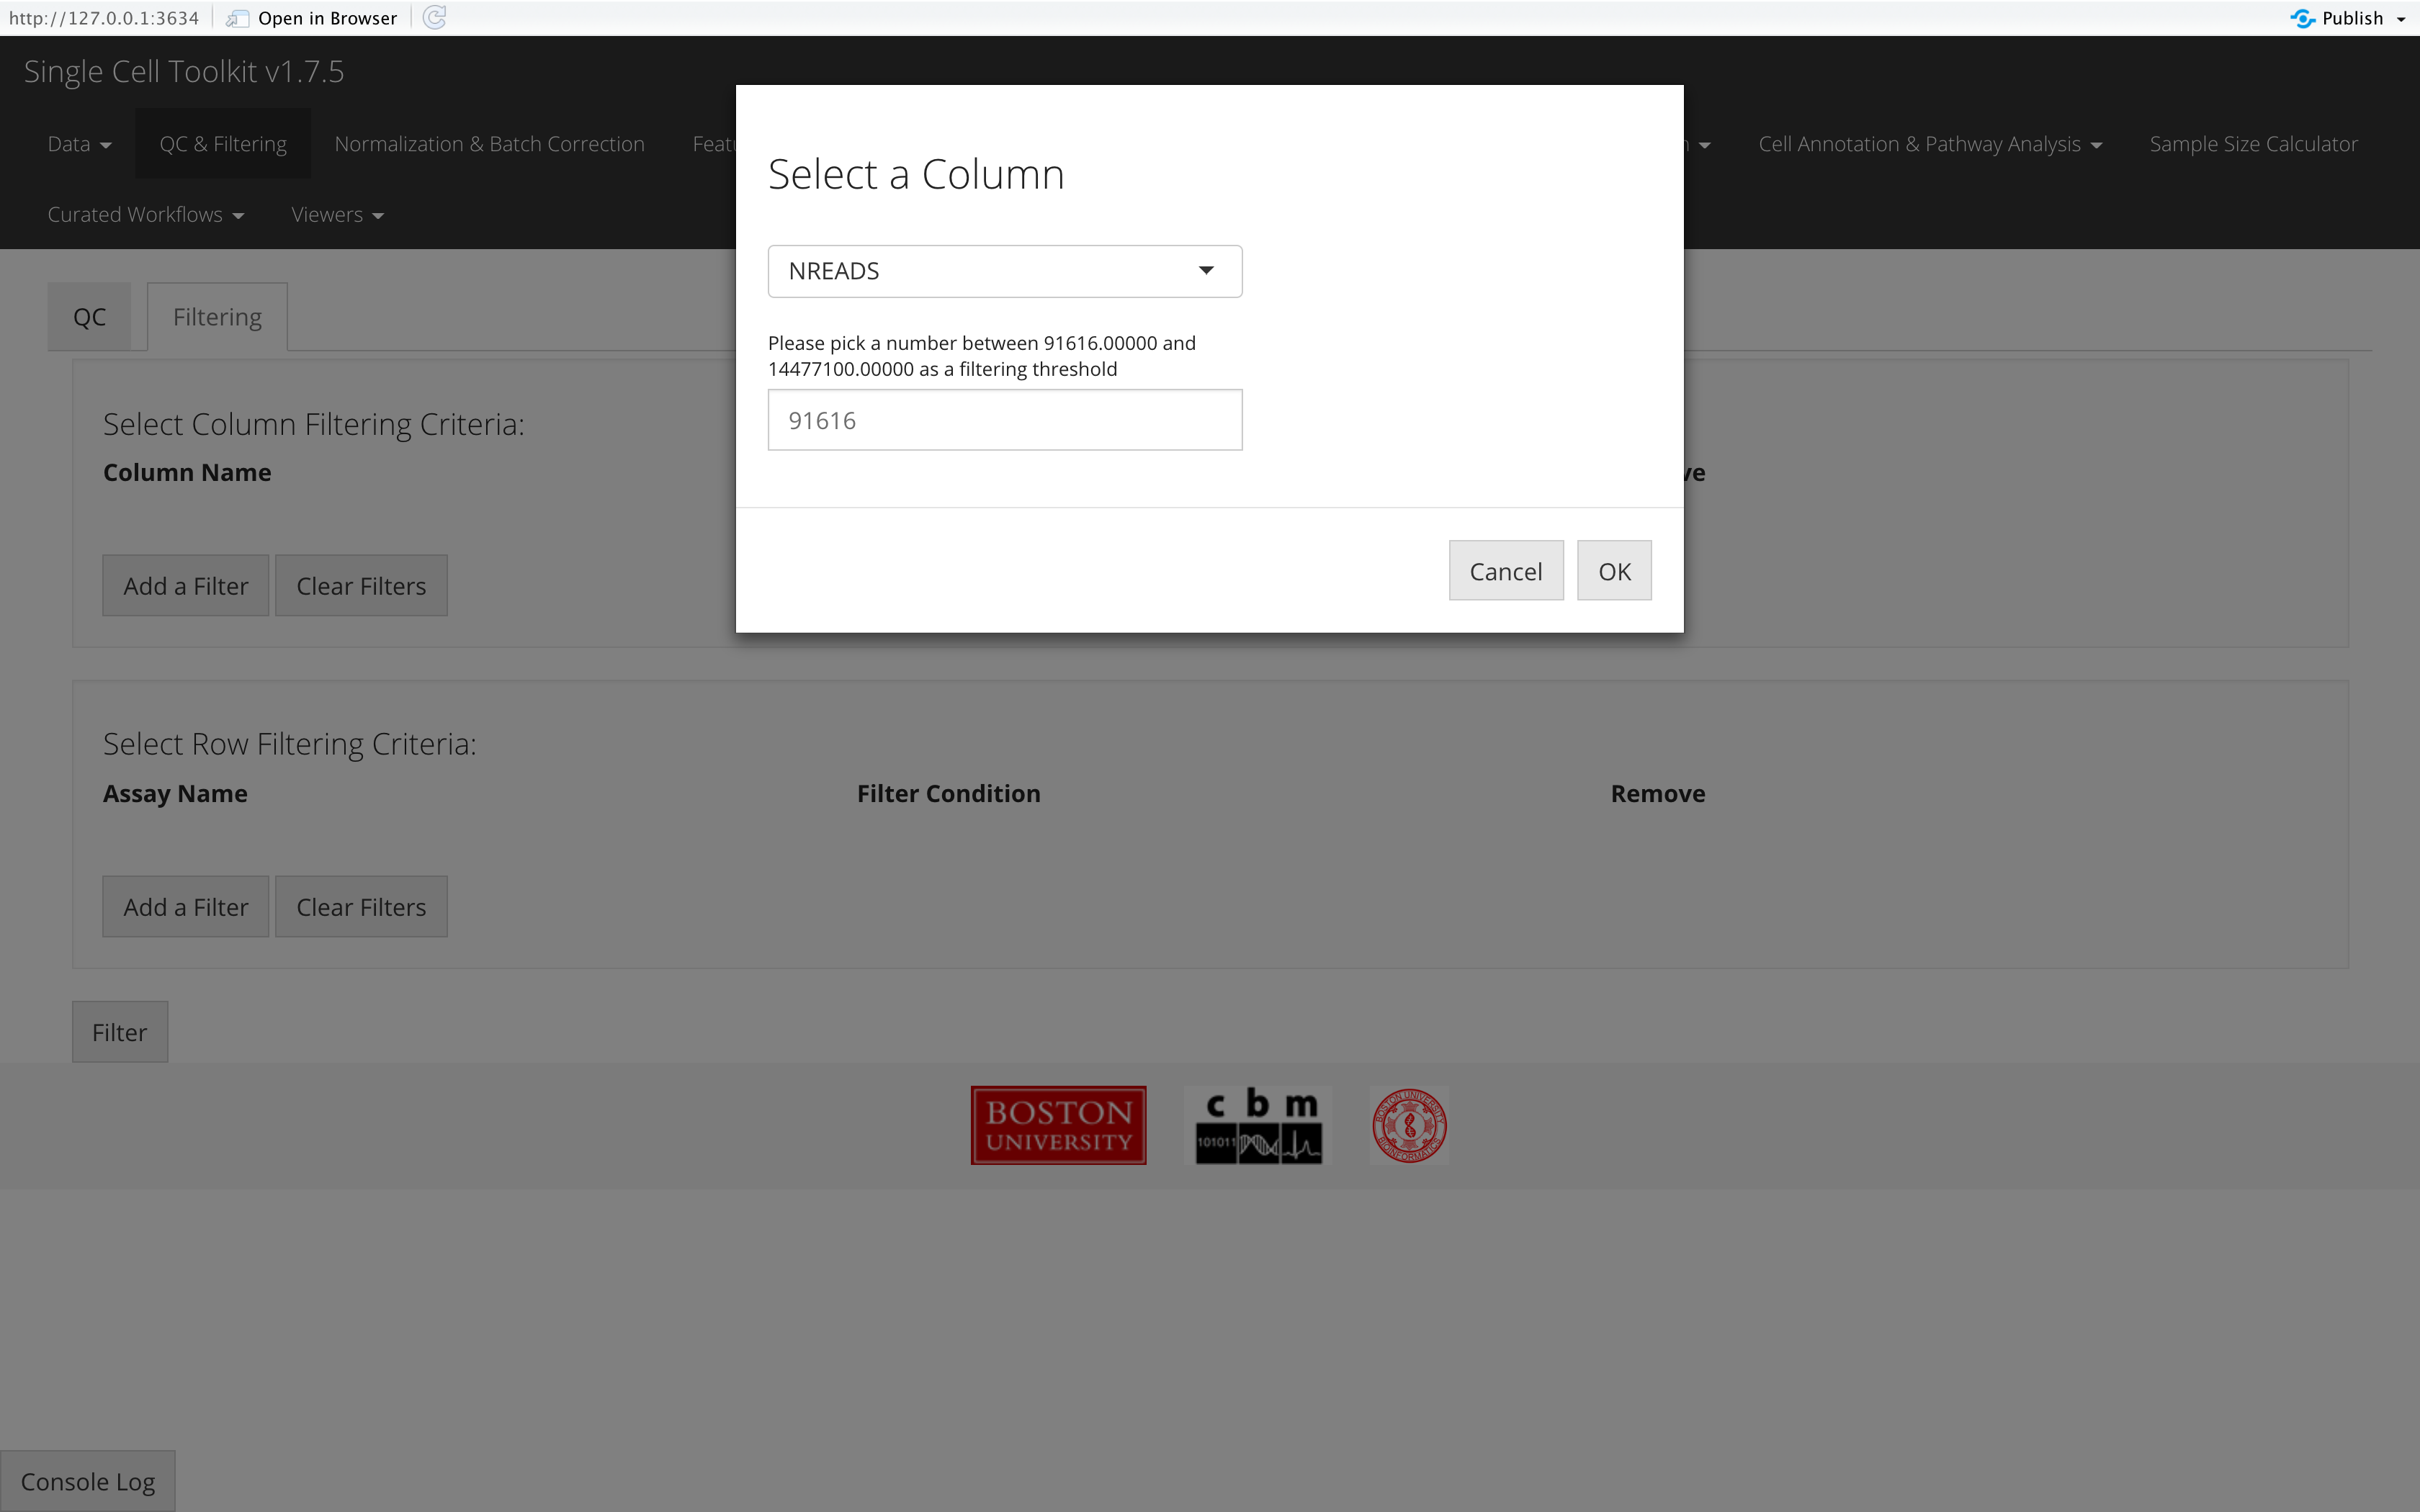 http://127.0.0.1:3634 Open in Browser Publish
Single Cell Toolkit v1.7.5
Data QC & Filtering Normalization & Batch Correction Cell Annotation & Pathway Analysis Sample Size Calculator
Curated Workflows Viewers
Select a Column
NREADS
Please pick a number between 91616.00000 and
14477100.00000 as a filtering threshold
91616
Cancel OK
QC Filtering
Select Column Filtering Criteria:
Column Name
Add a Filter Clear Filters
Select Row Filtering Criteria:
Assay Name Filter Condition Remove
Add a Filter Clear Filters
Filter
BOSTON
UNIVERSITY
cbm
101011
BOSTON UNIVERSITY
BIOINFORMATICS
Console Log